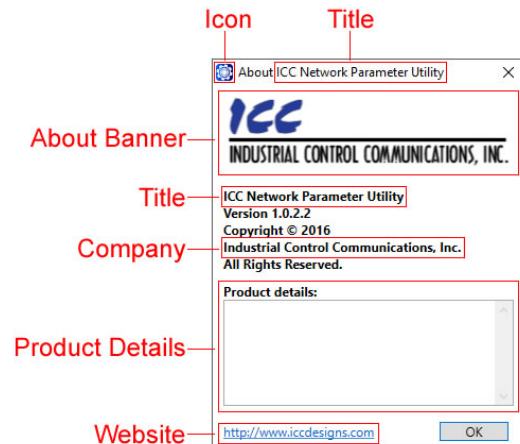 Icon
Title
About ICC Network Parameter Utility
About Banner
ICC
INDUSTRIAL CONTROL COMMUNICATIONS, INC.
Title
ICC Network Parameter Utility
Version 1.0.2.2
Copyright © 2016
Company
Industrial Control Communications, Inc.
All Rights Reserved.
Product details:
Product Details
Website
http://www.iccdesigns.com
OK